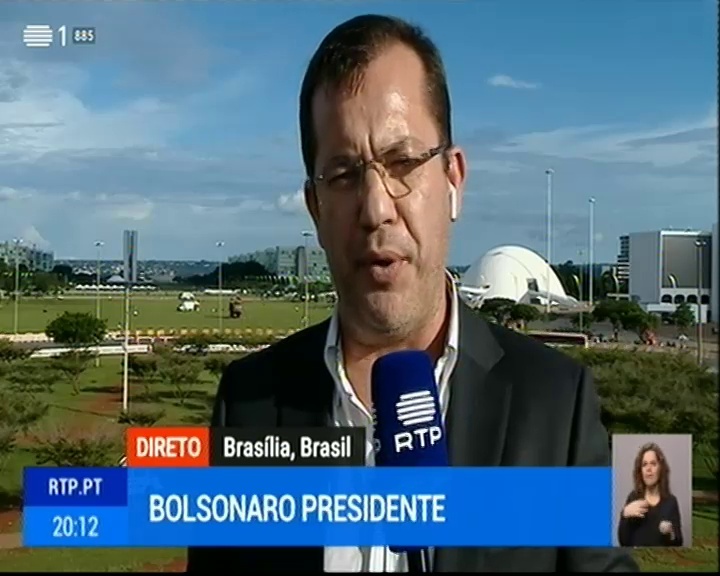 1 885
RTP
DIRETO Brasília, Brasil
RTP.PT
20:12
BOLSONARO PRESIDENTE